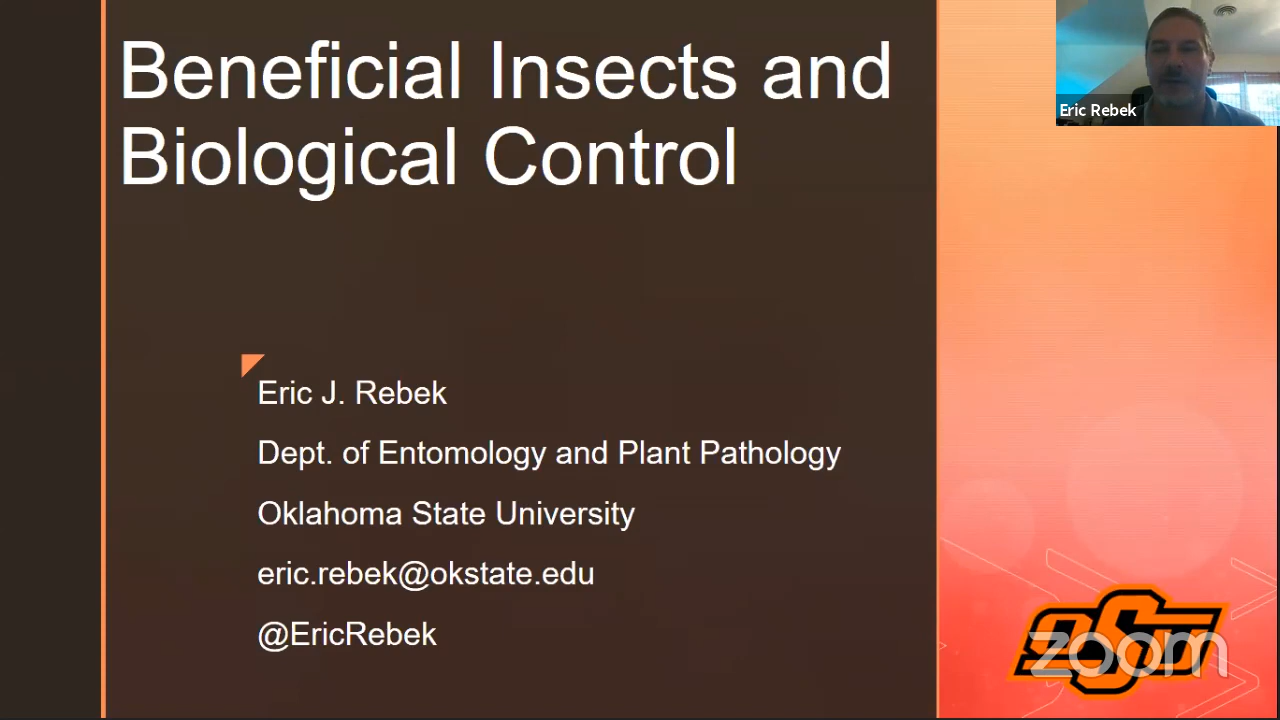 Beneficial Insects and
Biological Control
Eric Rebek
Eric J. Rebek
Dept. of Entomology and Plant Pathology
Oklahoma State University
eric.rebek@okstate.edu
@EricRebek
OSU
zoom